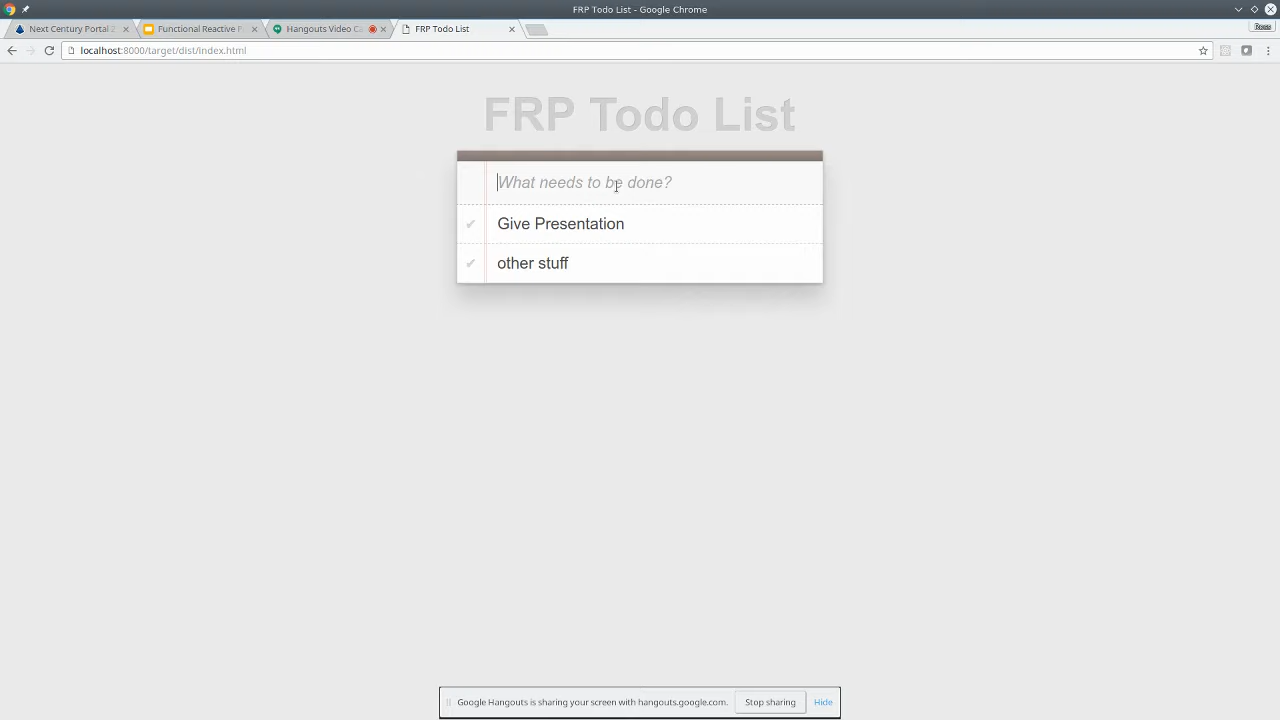 FRP Todo List - Google Chrome
Next Century Portal 2
Functional Reactive P
Hangouts Video Ca
FRP Todo List
Ross
localhost:8000/target/dist/index.html
FRP Todo List
What needs to be done?
Give Presentation
other stuff
Google Hangouts is sharing your screen with hangouts.google.com.
Stop sharing
Hide